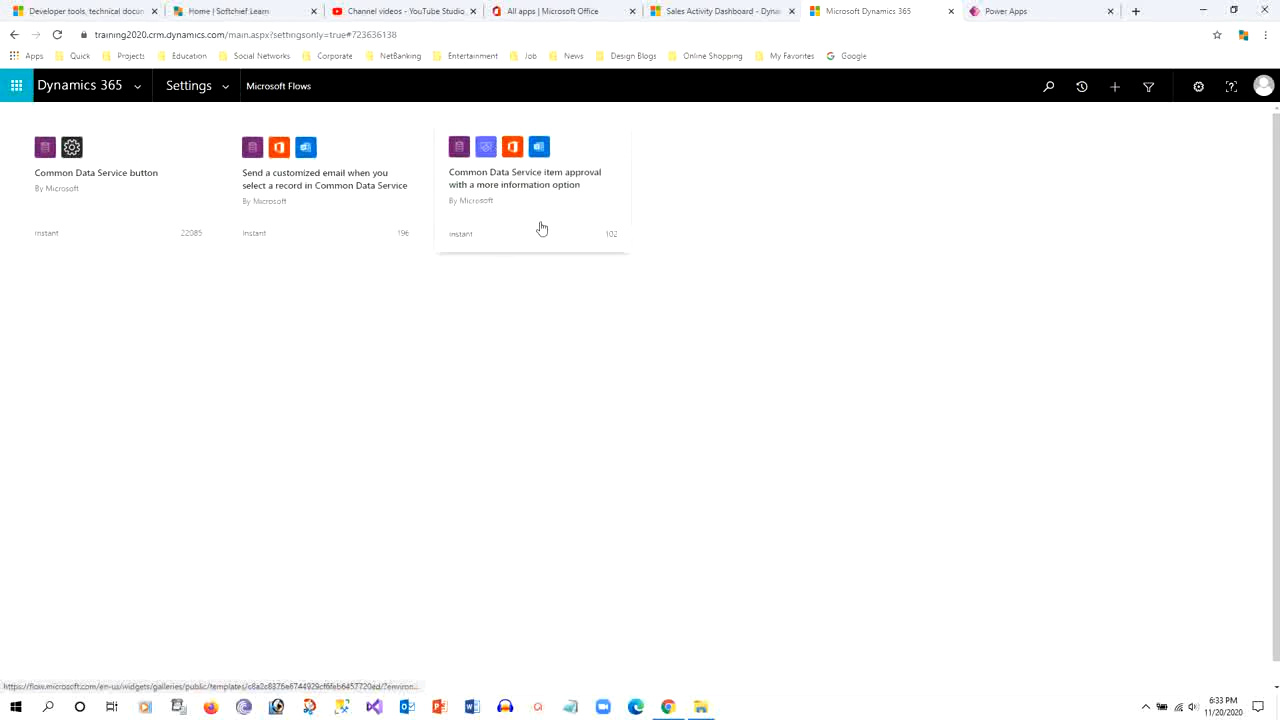 Developer tools, technical docum
Home | Softchief Learn
Channel videos - YouTube Studio
All apps | Microsoft Office
Sales Activity Dashboard - Dynam
Microsoft Dynamics 365
Power Apps
training2020.crm.dynamics.com/main.aspx?settingsonly=true#723636138
Apps Quick Projects Education Social Networks Corporate NetBanking Entertainment Job News Design Blogs Online Shopping My Favorites Google
Dynamics 365 Settings Microsoft Flows
Common Data Service button
By Microsoft
Instant 22085
Send a customized email when you
select a record in Common Data Service
By Microsoft
Instant 196
Common Data Service item approval
with a more information option
By Microsoft
Instant 102
6:33 PM
11/20/2020